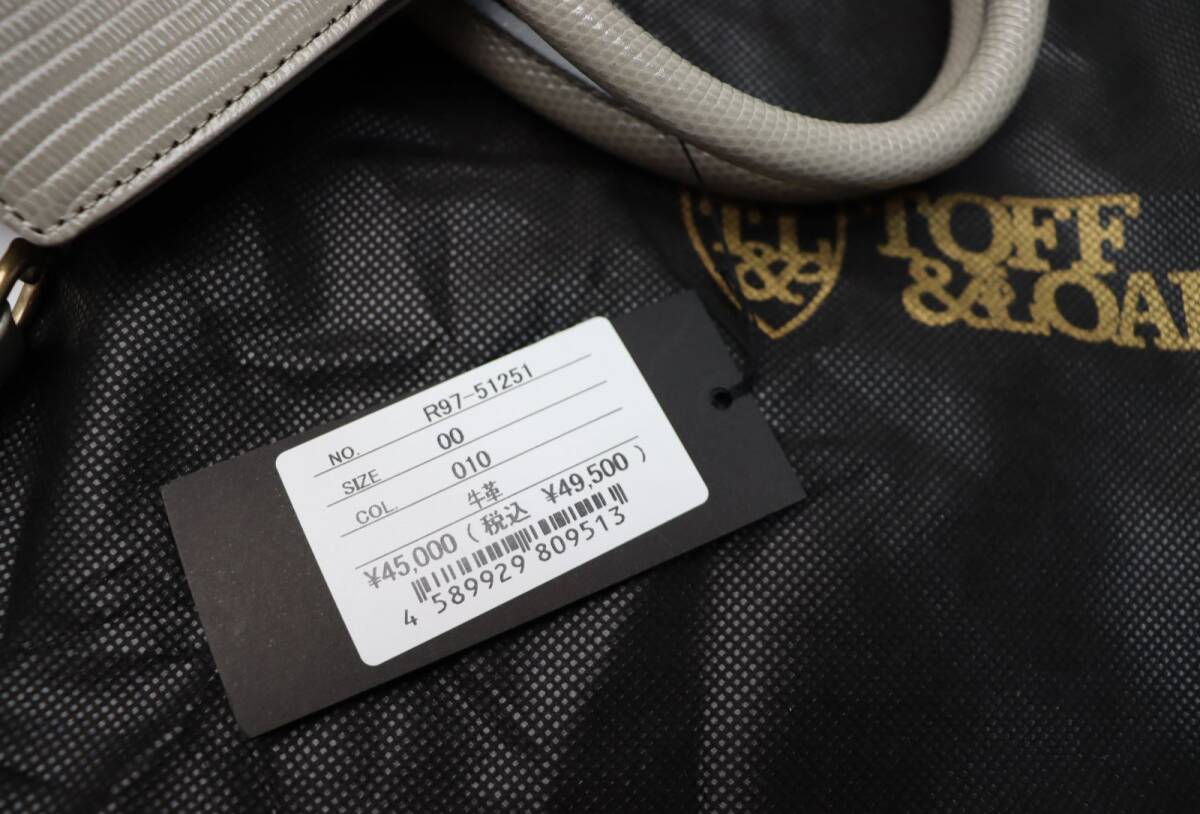 T&L
TOFF
&LOA
NO. R97-51251
SIZE 00
COL. 010
牛革
¥45,000 (税込 ¥49,500)
4 589929 809513